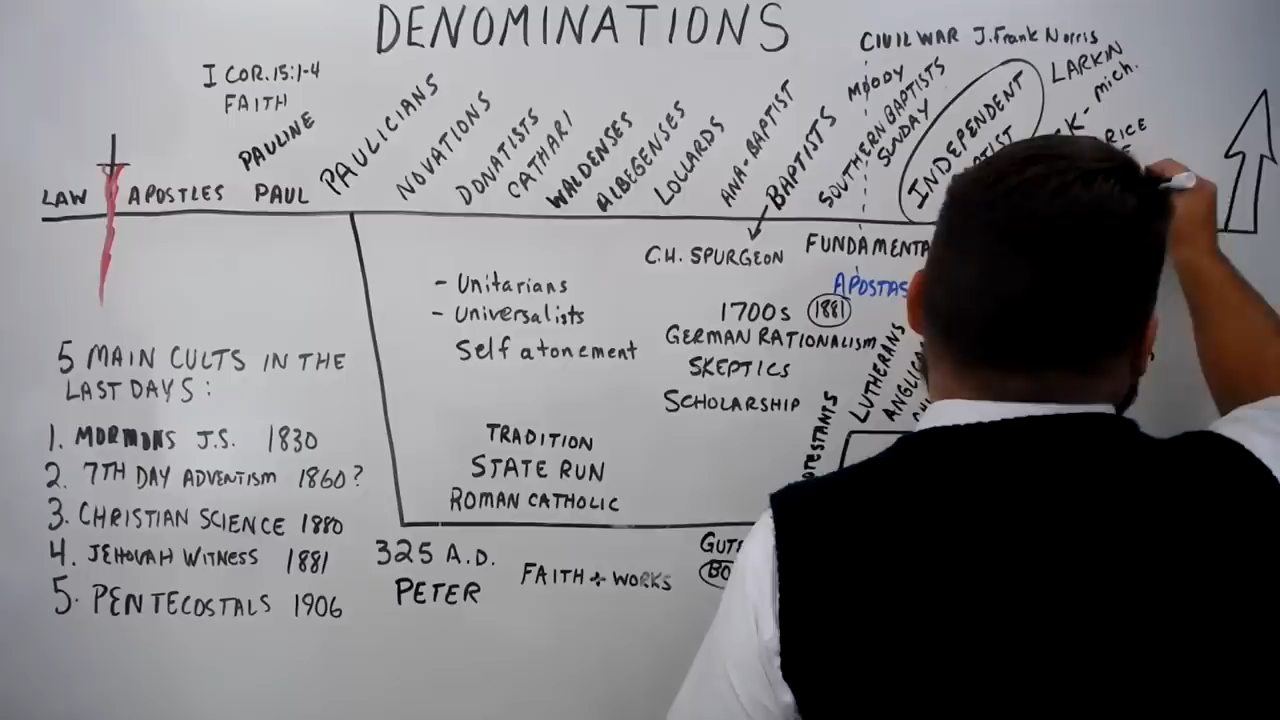 DENOMINATIONS
CIVIL WAR J. Frank Norris
I COR. 15:1-4
FAITH
PAULINE
LAW
APOSTLES
PAUL
PAULICIANS
NOVATIONS
DONATISTS
CATHARI
WALDENSES
ALBEGENSES
LOLLARDS
ANA-BAPTIST
BAPTISTS
MOODY
SOUTHERN BAPTISTS
SUNDAY
INDEPENDENT
LARKIN
K- mich.
RICE
C.H. SPURGEON
FUNDAMENTA
APOSTAS
- Unitarians
- Universalists
Self atonement
1700s 1881
GERMAN RATIONALISM
SKEPTICS
SCHOLARSHIP
LUTHERANS
ANGLICA
TRADITION
STATE RUN
ROMAN CATHOLIC
5 MAIN CULTS IN THE
LAST DAYS:
1. MORMONS J.S. 1830
2. 7TH DAY ADVENTISM 1860?
3. CHRISTIAN SCIENCE 1880
4. JEHOVAH WITNESS 1881
5. PENTECOSTALS 1906
325 A.D.
PETER
FAITH + WORKS